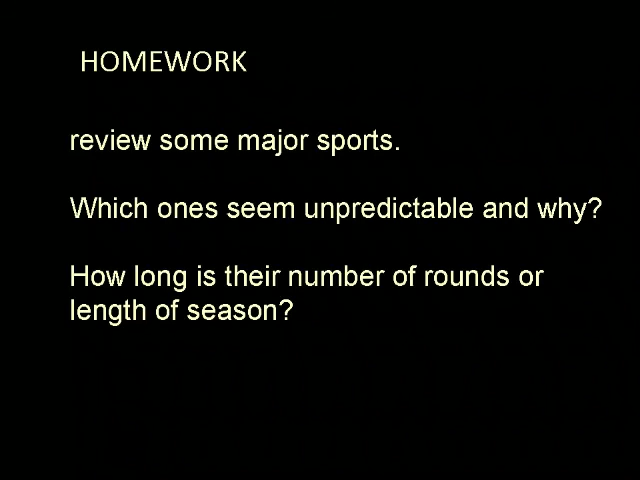 HOMEWORK
review some major sports.
Which ones seem unpredictable and why?
How long is their number of rounds or
length of season?